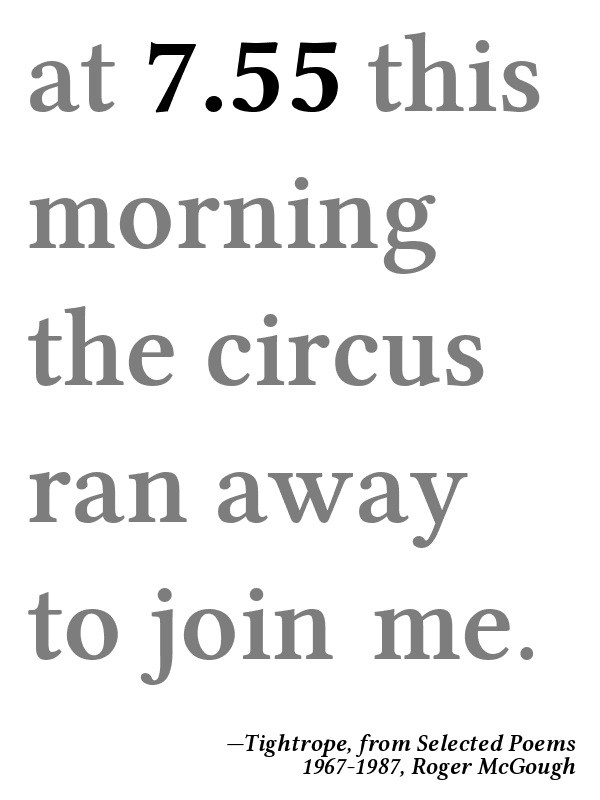 at 7.55 this
morning
the circus
ran away
to join me.
—Tightrope, from Selected Poems
1967-1987, Roger McGough